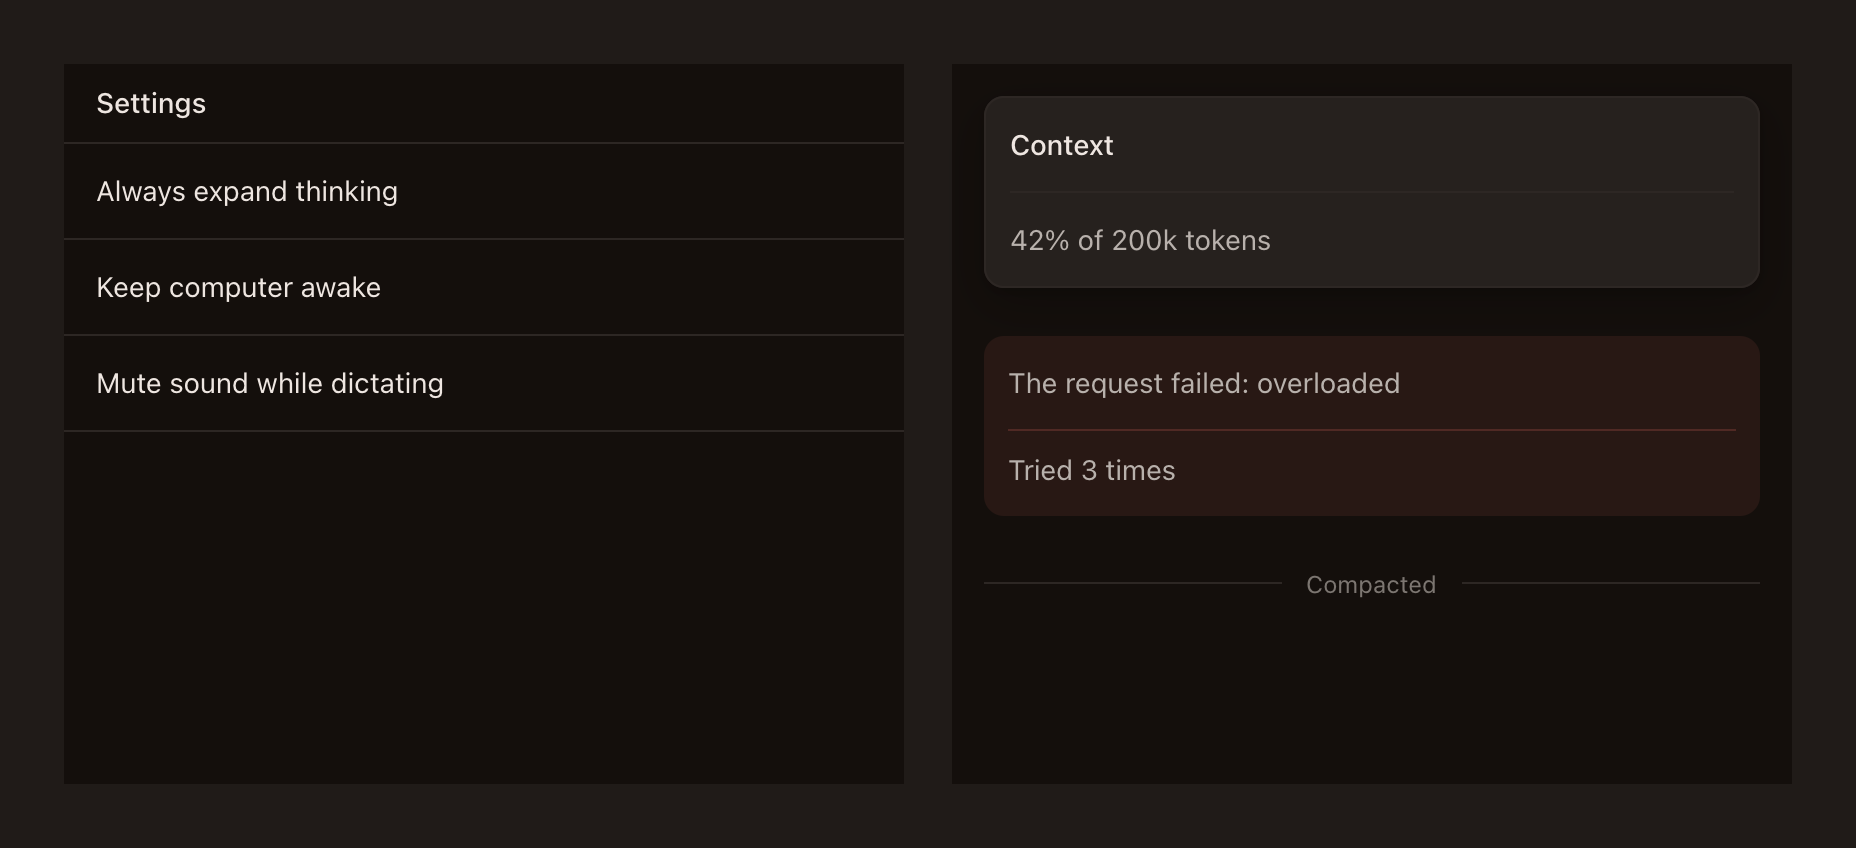 Settings
Always expand thinking
Keep computer awake
Mute sound while dictating
Context
42% of 200k tokens
The request failed: overloaded
Tried 3 times
Compacted